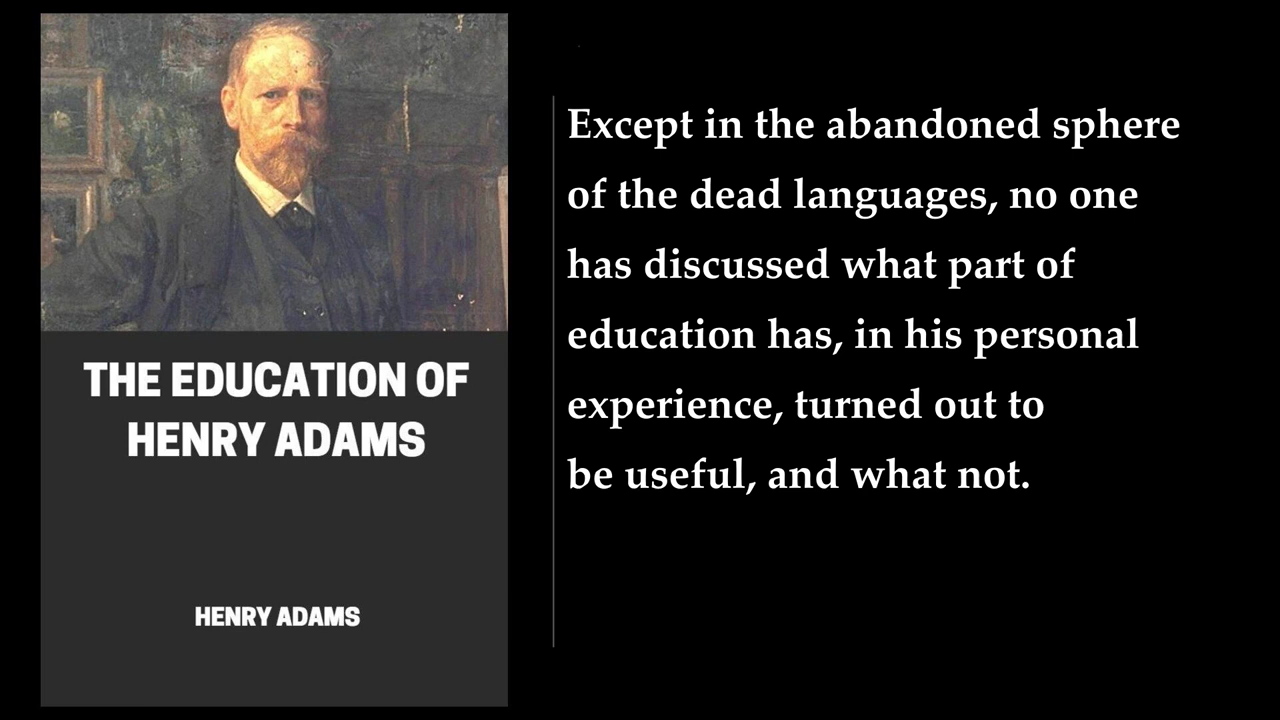 THE EDUCATION OF
HENRY ADAMS
HENRY ADAMS
Except in the abandoned sphere
of the dead languages, no one
has discussed what part of
education has, in his personal
experience, turned out to
be useful, and what not.